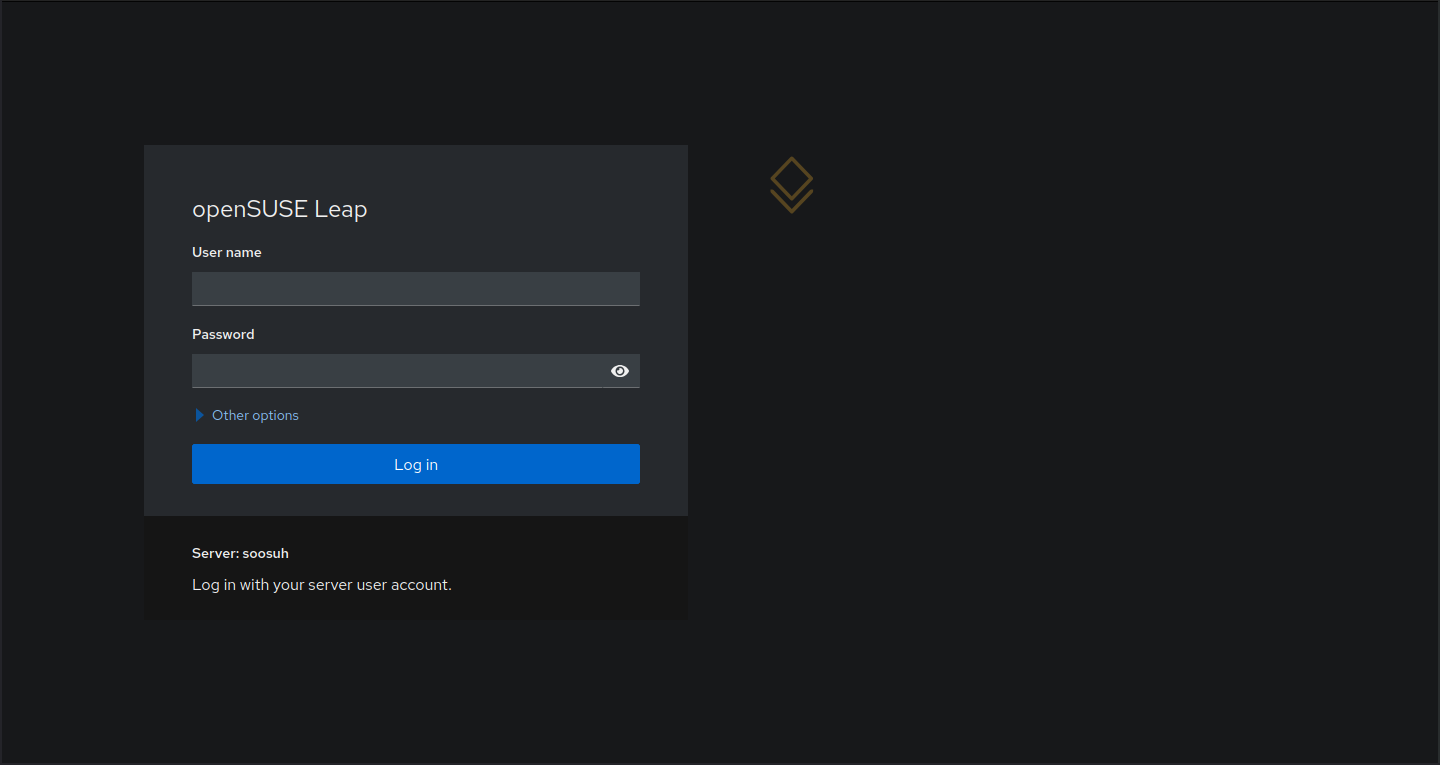 openSUSE Leap
User name
Password
Other options
Log in
Server: soosuh
Log in with your server user account.